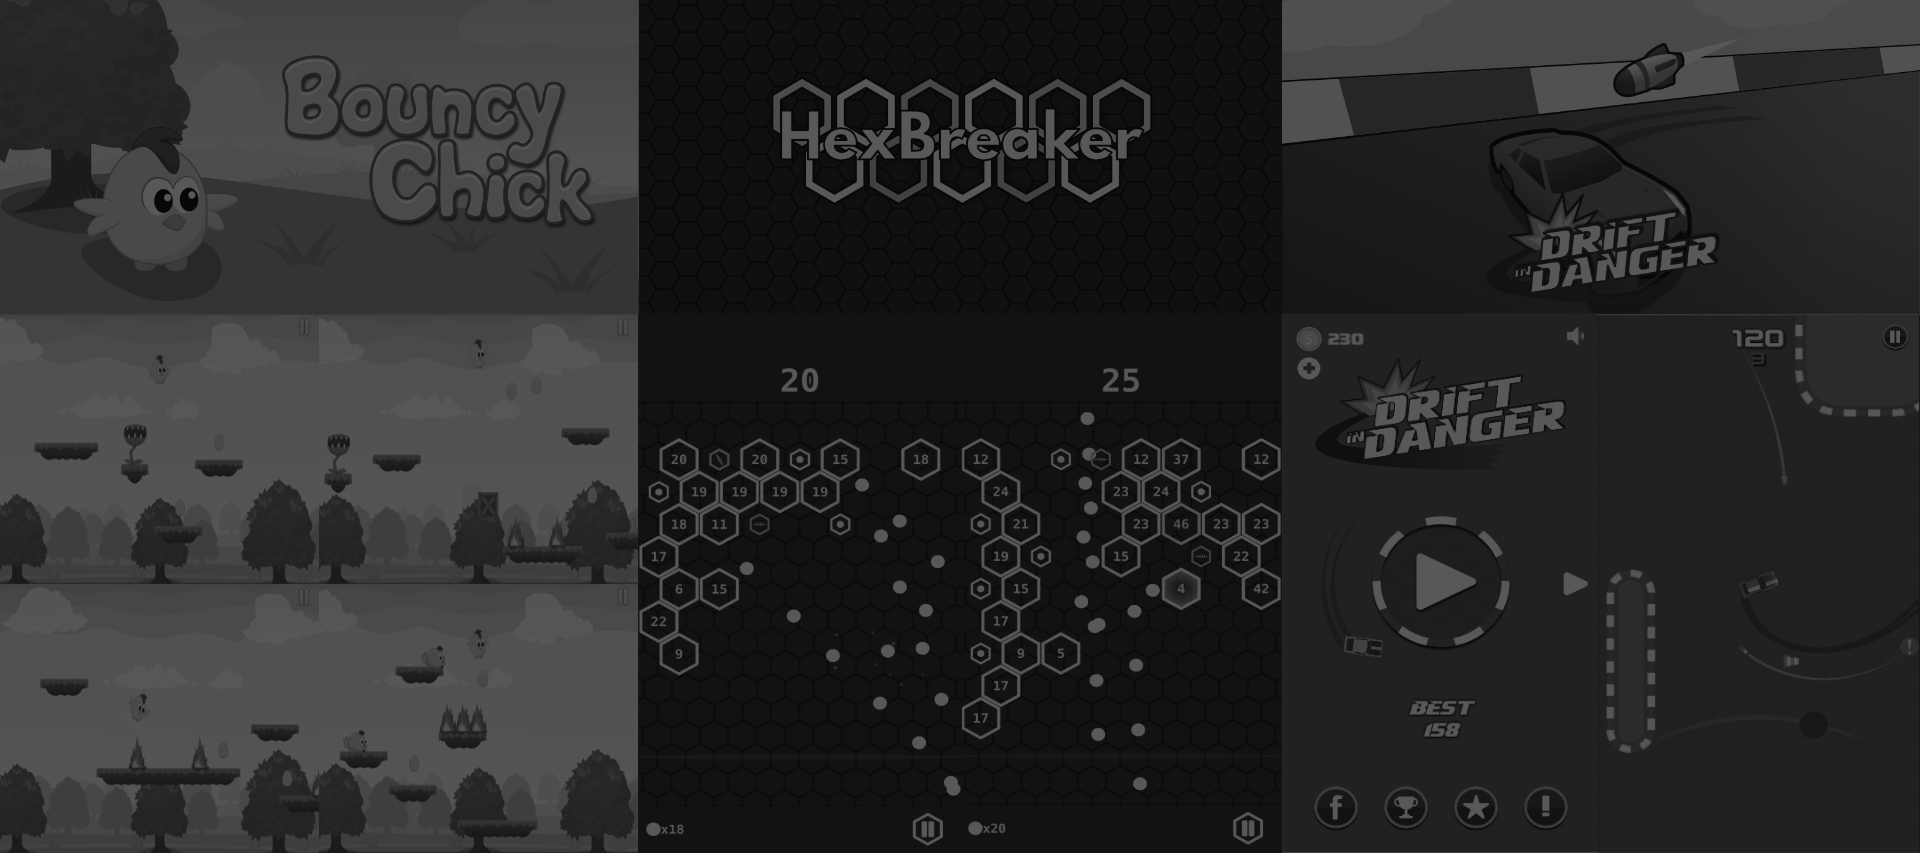 Bouncy
Chick
HexBreaker
DRIFT
IN DANGER
20
20 20 15 18
19 19 19 19
18 11
17
6 15
22
9
x18
25
12 12 37 12
24 23 24
21 23 46 23 23
19 15 22
15 4 42
17
9 5
17
17
x20
230
DRIFT
IN DANGER
BEST
158
120
3